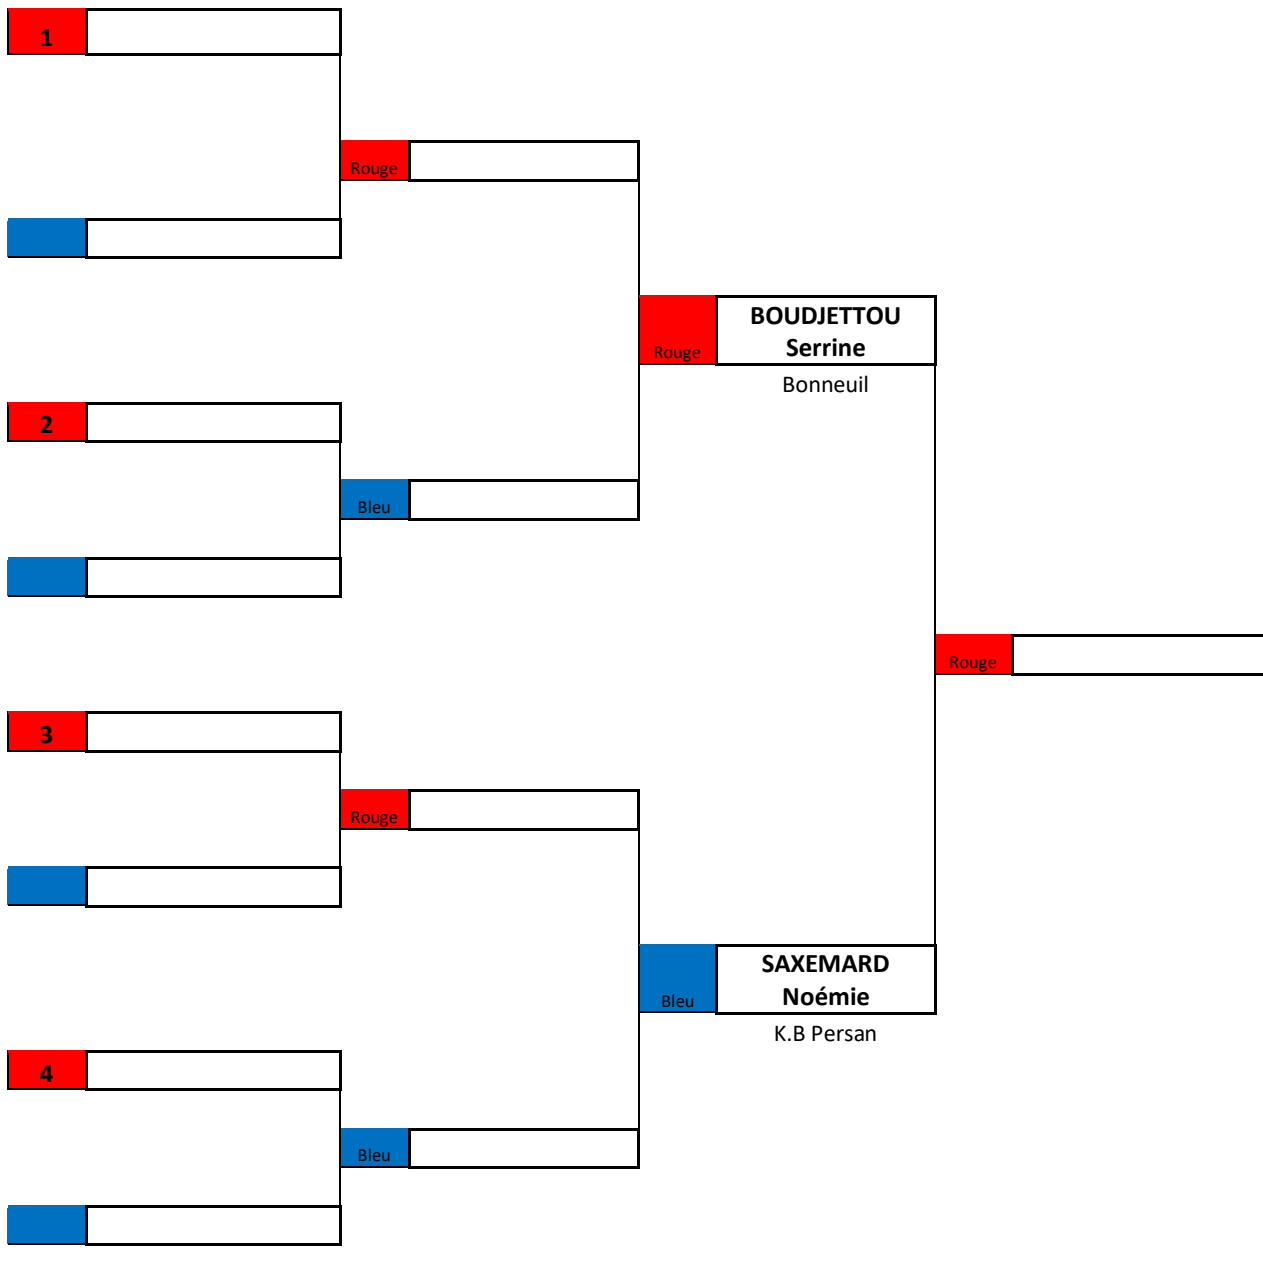 1
Rouge
Rouge
BOUDJETTOU
Serrine
Bonneuil
2
Bleu
Rouge
3
Rouge
Bleu
SAXEMARD
Noémie
K.B Persan
4
Bleu